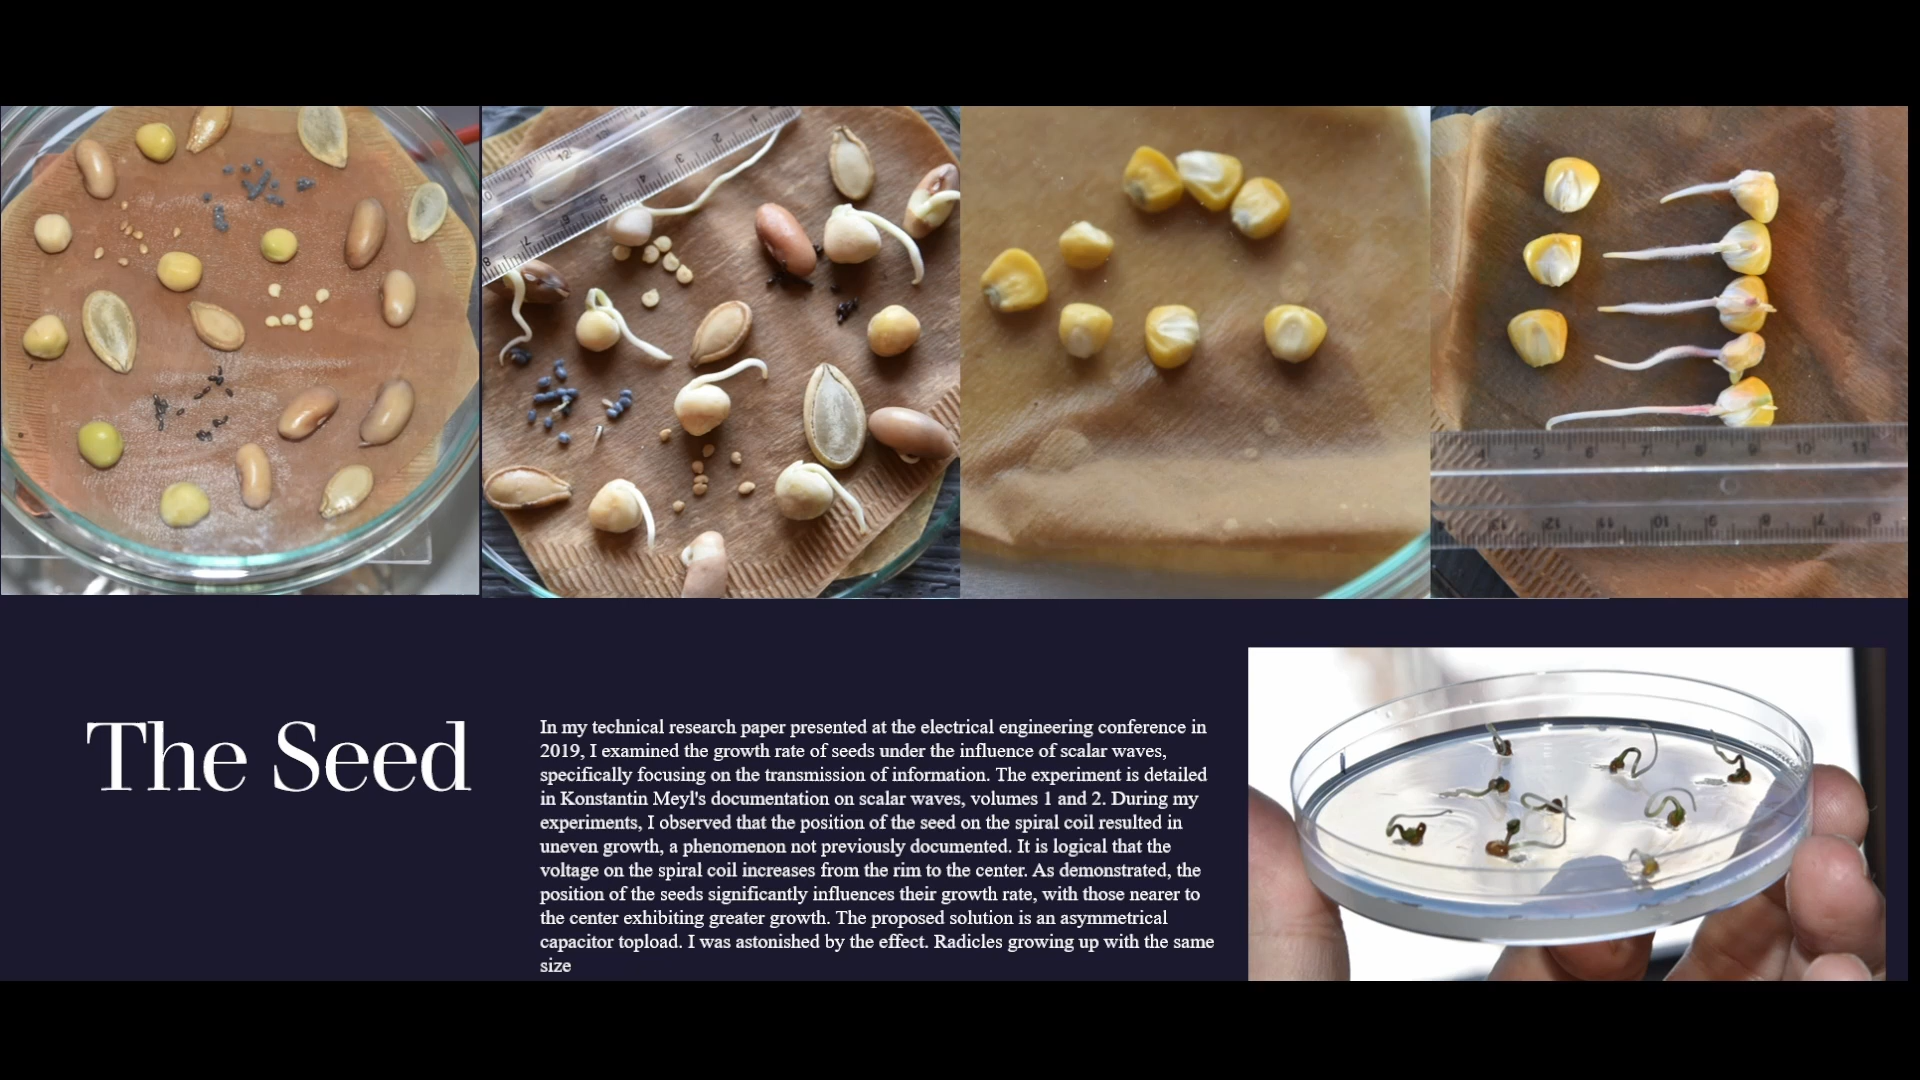 The Seed
In my technical research paper presented at the electrical engineering conference in
2019, I examined the growth rate of seeds under the influence of scalar waves,
specifically focusing on the transmission of information. The experiment is detailed
in Konstantin Meyl's documentation on scalar waves, volumes 1 and 2. During my
experiments, I observed that the position of the seed on the spiral coil resulted in
uneven growth, a phenomenon not previously documented. It is logical that the
voltage on the spiral coil increases from the rim to the center. As demonstrated, the
position of the seeds significantly influences their growth rate, with those nearer to
the center exhibiting greater growth. The proposed solution is an asymmetrical
capacitor topload. I was astonished by the effect. Radicles growing up with the same
size